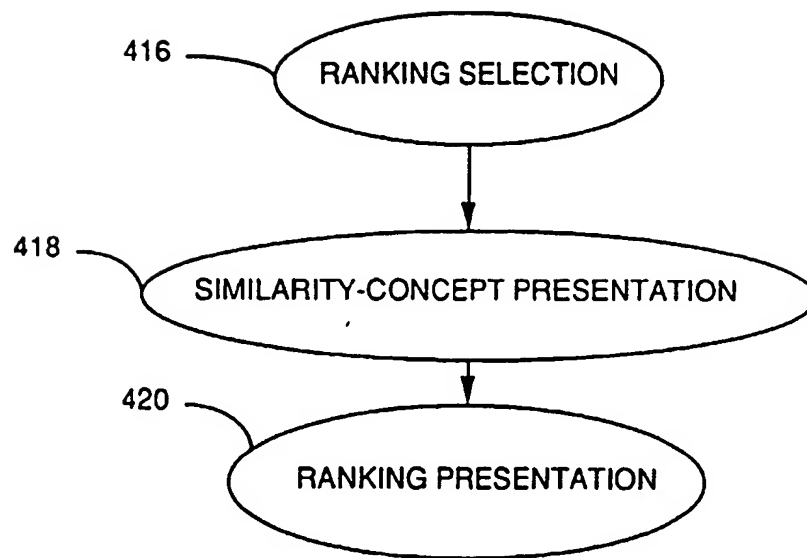 416
RANKING SELECTION
418
SIMILARITY-CONCEPT PRESENTATION
420
RANKING PRESENTATION